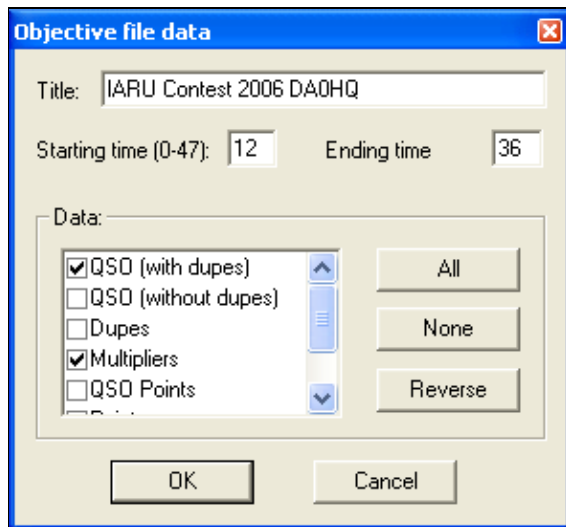 Objective file data
Title: IARU Contest 2006 DA0HQ
Starting time (0-47): 12 Ending time 36
Data:
QSO (with dupes)
QSO (without dupes)
Dupes
Multipliers
QSO Points
All
None
Reverse
OK Cancel